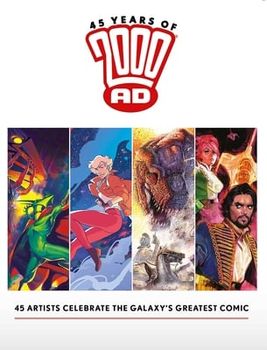 45 YEARS OF
2000
AD
45 ARTISTS CELEBRATE THE GALAXY'S GREATEST COMIC